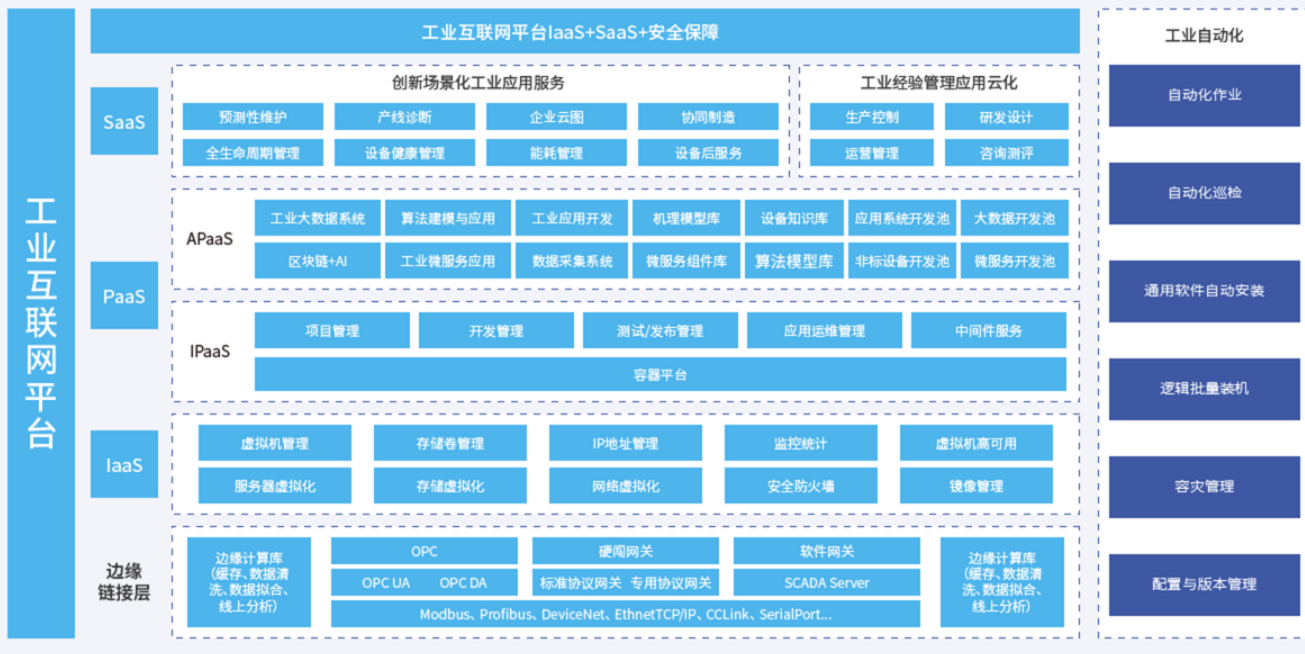 工业互联网平台
工业互联网平台IaaS+SaaS+安全保障
SaaS
创新场景化工业应用服务
预测性维护 产线诊断 企业云图 协同制造
全生命周期管理 设备健康管理 能耗管理 设备后服务
工业经验管理应用云化
生产控制 研发设计
运营管理 咨询测评
PaaS
APaaS
工业大数据系统 算法建模与应用 工业应用开发 机理模型库 设备知识库 应用系统开发池 大数据开发池
区块链+AI 工业微服务应用 数据采集系统 微服务组件库 算法模型库 非标设备开发池 微服务开发池
IPaaS
项目管理 开发管理 测试/发布管理 应用运维管理 中间件服务
容器平台
IaaS
虚拟机管理 存储卷管理 IP地址管理 监控统计 虚拟机高可用
服务器虚拟化 存储虚拟化 网络虚拟化 安全防火墙 镜像管理
边缘
链接层
边缘计算库
(缓存、数据清
洗、数据拟合、
线上分析)
OPC 硬闯网关 软件网关
OPC UA OPC DA 标准协议网关 专用协议网关 SCADA Server
Modbus、Profibus、DeviceNet、EthnetTCP/IP、CCLink、SerialPort...
边缘计算库
(缓存、数据清
洗、数据拟合、
线上分析)
工业自动化
自动化作业
自动化巡检
通用软件自动安装
逻辑批量装机
容灾管理
配置与版本管理